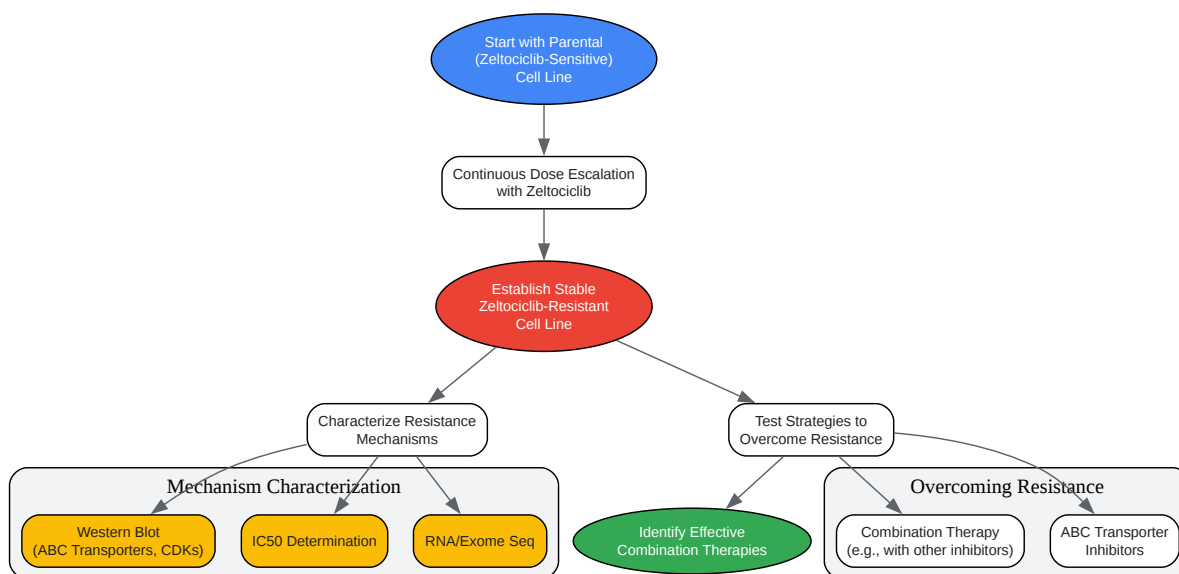 Start with Parental
(Zeltociclib-Sensitive)
Cell Line
Continuous Dose Escalation
with Zeltociclib
Establish Stable
Zeltociclib-Resistant
Cell Line
Characterize Resistance
Mechanisms
Test Strategies to
Overcome Resistance
Mechanism Characterization
Western Blot
(ABC Transporters, CDKs)
IC50 Determination
RNA/Exome Seq
Identify Effective
Combination Therapies
Overcoming Resistance
Combination Therapy
(e.g., with other inhibitors)
ABC Transporter
Inhibitors